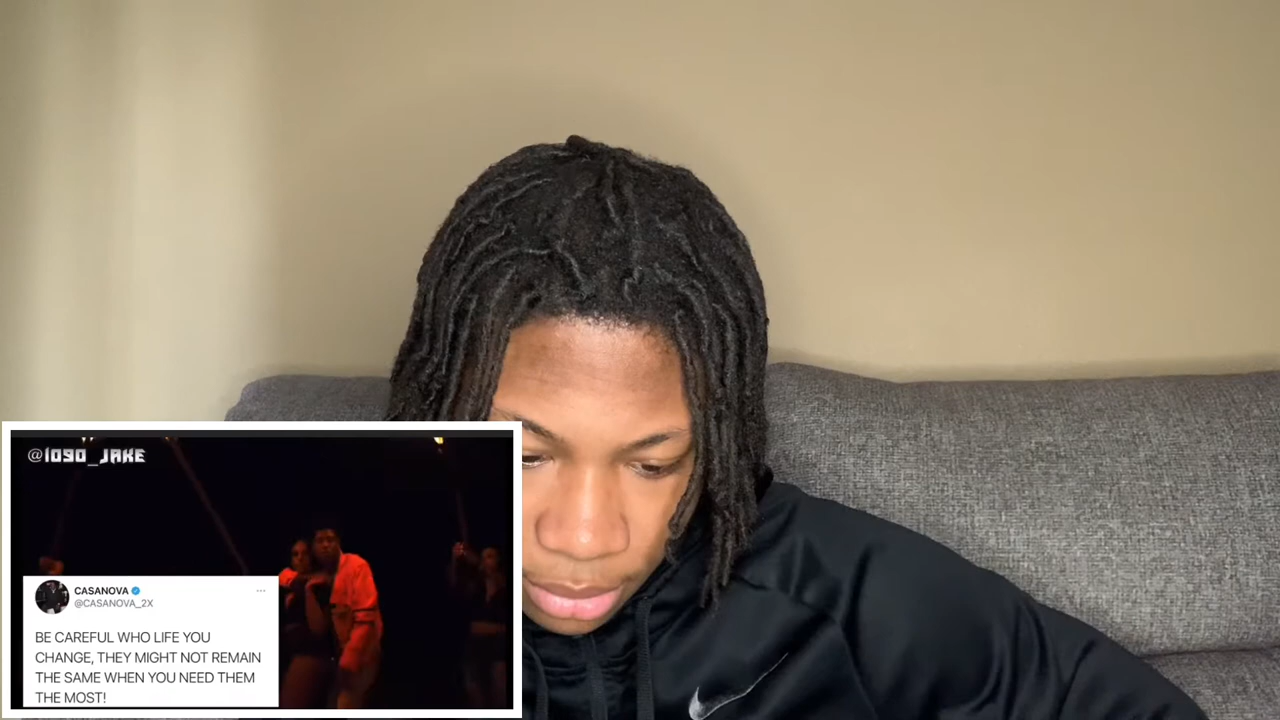 @1090_JAKE
CASANOVA
@CASANOVA_2X
BE CAREFUL WHO LIFE YOU
CHANGE, THEY MIGHT NOT REMAIN
THE SAME WHEN YOU NEED THEM
THE MOST!